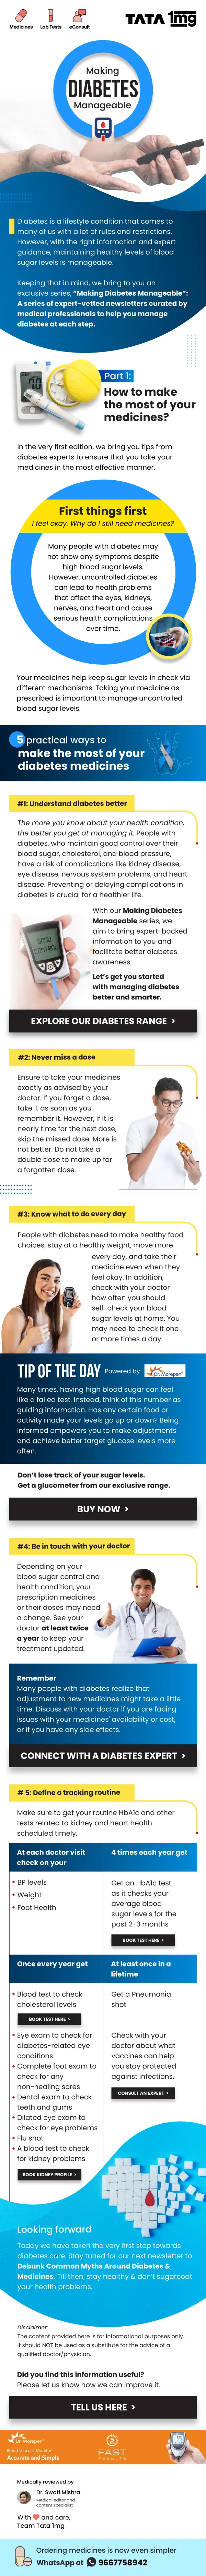 Medicines Lab Tests eConsult
TATA 1mg
Making
DIABETES
Manageable
Diabetes is a lifestyle condition that comes to
many of us with a lot of rules and restrictions.
However, with the right information and expert
guidance, maintaining healthy levels of blood
sugar levels is manageable.
Keeping that in mind, we bring to you an
exclusive series, “Making Diabetes Manageable”:
A series of expert-vetted newsletters curated by
medical professionals to help you manage
diabetes at each step.
Part 1:
How to make
the most of your
medicines?
In the very first edition, we bring you tips from
diabetes experts to ensure that you take your
medicines in the most effective manner.
First things first
I feel okay. Why do I still need medicines?
Many people with diabetes may
not show any symptoms despite
high blood sugar levels.
However, uncontrolled diabetes
can lead to health problems
that affect the eyes, kidneys,
nerves, and heart and cause
serious health complications
over time.
Your medicines help keep sugar levels in check via
different mechanisms. Taking your medicine as
prescribed is important to manage uncontrolled
blood sugar levels.
5 practical ways to
make the most of your
diabetes medicines
#1: Understand diabetes better
The more you know about your health condition,
the better you get at managing it. People with
diabetes, who maintain good control over their
blood sugar, cholesterol, and blood pressure,
have a risk of complications like kidney disease,
eye disease, nervous system problems, and heart
disease. Preventing or delaying complications in
diabetes is crucial for a healthier life.
GOOD
CONTROL
With our Making Diabetes
Manageable series, we
aim to bring expert-backed
information to you and
facilitate better diabetes
awareness.
Let’s get you started
with managing diabetes
better and smarter.
EXPLORE OUR DIABETES RANGE >
#2: Never miss a dose
Ensure to take your medicines
exactly as advised by your
doctor. If you forget a dose,
take it as soon as you
remember it. However, if it is
nearly time for the next dose,
skip the missed dose. More is
not better. Do not take a
double dose to make up for
a forgotten dose.
#3: Know what to do every day
People with diabetes need to make healthy food
choices, stay at a healthy weight, move more
every day, and take their
medicine even when they
feel okay. In addition,
check with your doctor
how often you should
self-check your blood
sugar levels at home. You
may need to check it one
or more times a day.
TIP OF THE DAY Powered by Dr. Morepen
Many times, having high blood sugar can feel
like a failed test. Instead, think of this number as
guiding information. Has any certain food or
activity made your levels go up or down? Being
informed empowers you to make adjustments
and achieve better target glucose levels more
often.
Don’t lose track of your sugar levels.
Get a glucometer from our exclusive range.
BUY NOW >
#4: Be in touch with your doctor
Depending on your
blood sugar control and
health condition, your
prescription medicines
or their doses may need
a change. See your
doctor at least twice
a year to keep your
treatment updated.
Remember
Many people with diabetes realize that
adjustment to new medicines might take a little
time. Discuss with your doctor if you are facing
issues with your medicines' availability or cost,
or if you have any side effects.
CONNECT WITH A DIABETES EXPERT >
# 5: Define a tracking routine
Make sure to get your routine HbA1c and other
tests related to kidney and heart health
scheduled timely.
At each doctor visit
check on your
• BP levels
• Weight
• Foot Health
4 times each year get
Get an HbA1c test
as it checks your
average blood
sugar levels for the
past 2-3 months
BOOK TEST HERE >
Once every year get
• Blood test to check
cholesterol levels
BOOK TEST HERE >
• Eye exam to check for
diabetes-related eye
conditions
• Complete foot exam to
check for any
non-healing sores
• Dental exam to check
teeth and gums
• Dilated eye exam to
check for eye problems
• Flu shot
• A blood test to check
for kidney problems
BOOK KIDNEY PROFILE >
At least once in a
lifetime
Get a Pneumonia
shot
Check with your
doctor about what
vaccines can help
you stay protected
against infections.
CONSULT AN EXPERT >
Looking forward
Today we have taken the very first step towards
diabetes care. Stay tuned for our next newsletter to
Debunk Common Myths Around Diabetes &
Medicines. Till then, stay healthy & don’t sugarcoat
your health problems.
Disclaimer:
The content provided here is for informational purposes only.
It should NOT be used as a substitute for the advice of a
qualified doctor/physician.
Did you find this information useful?
Please let us know how we can improve it.
TELL US HERE >
Dr. Morepen
Blood Glucose Monitor
Accurate and Simple
FAST
RESULTS
Medically reviewed by
Dr. Swati Mishra
Medical editor and
content specialist
With ❤ and care,
Team Tata 1mg
Ordering medicines is now even simpler
WhatsApp at 9667758942